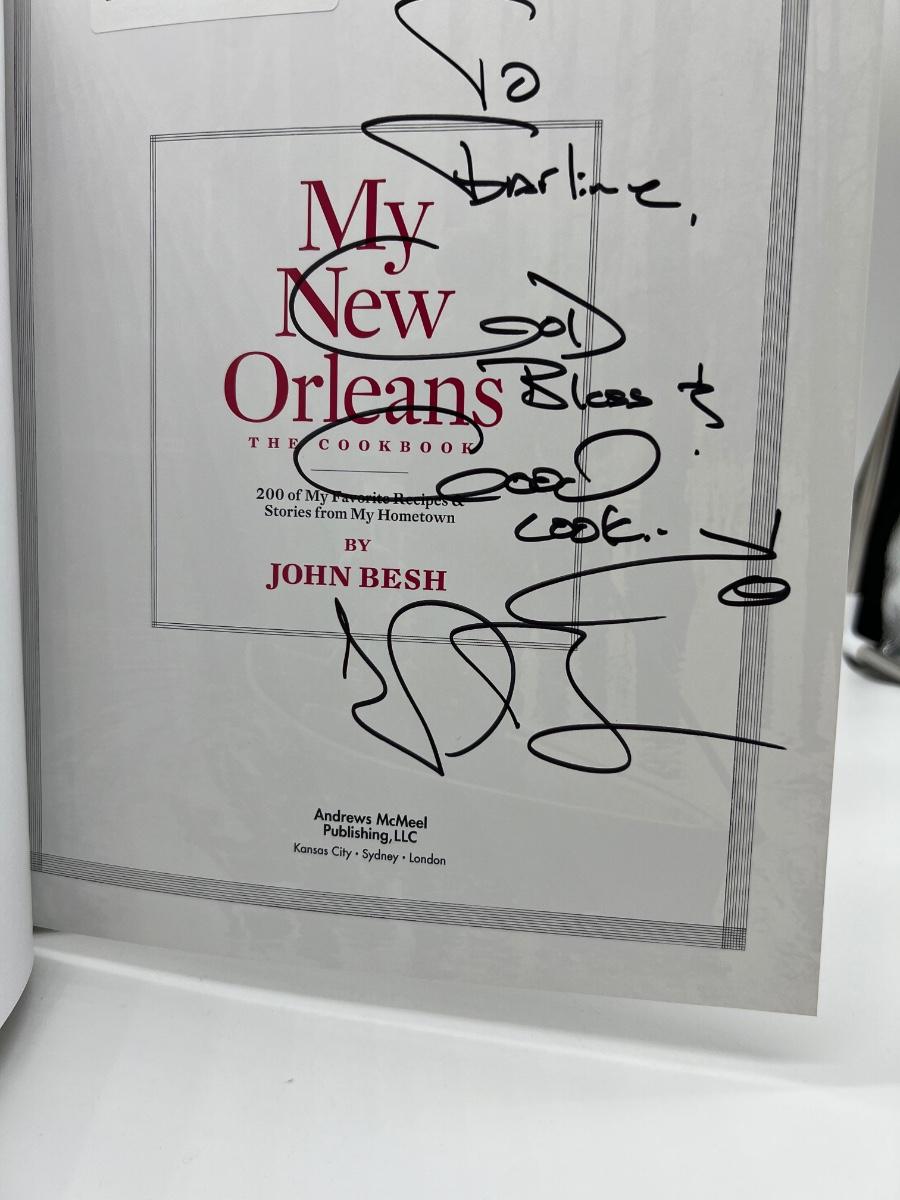 To
Darline,
My
New
Orleans
THE COOKBOOK
God
Bless &
Good
cook..
200 of My Favorite Recipes &
Stories from My Hometown
BY
JOHN BESH
Andrews McMeel
Publishing, LLC
Kansas City • Sydney • London